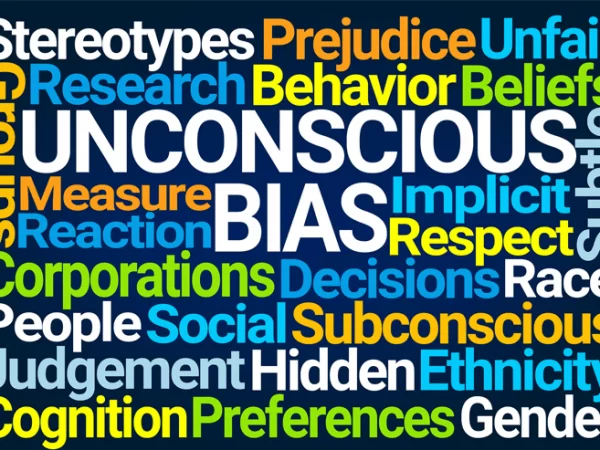 Stereotypes Prejudice Unfai
Groups
Research Behavior Beliefs
UNCONSCIOUS
Subtle
Measure BIAS Implicit
Reaction Respect
Corporations Decisions Race
People Social Subconscious
Judgement Hidden Ethnicity
Cognition Preferences Gende